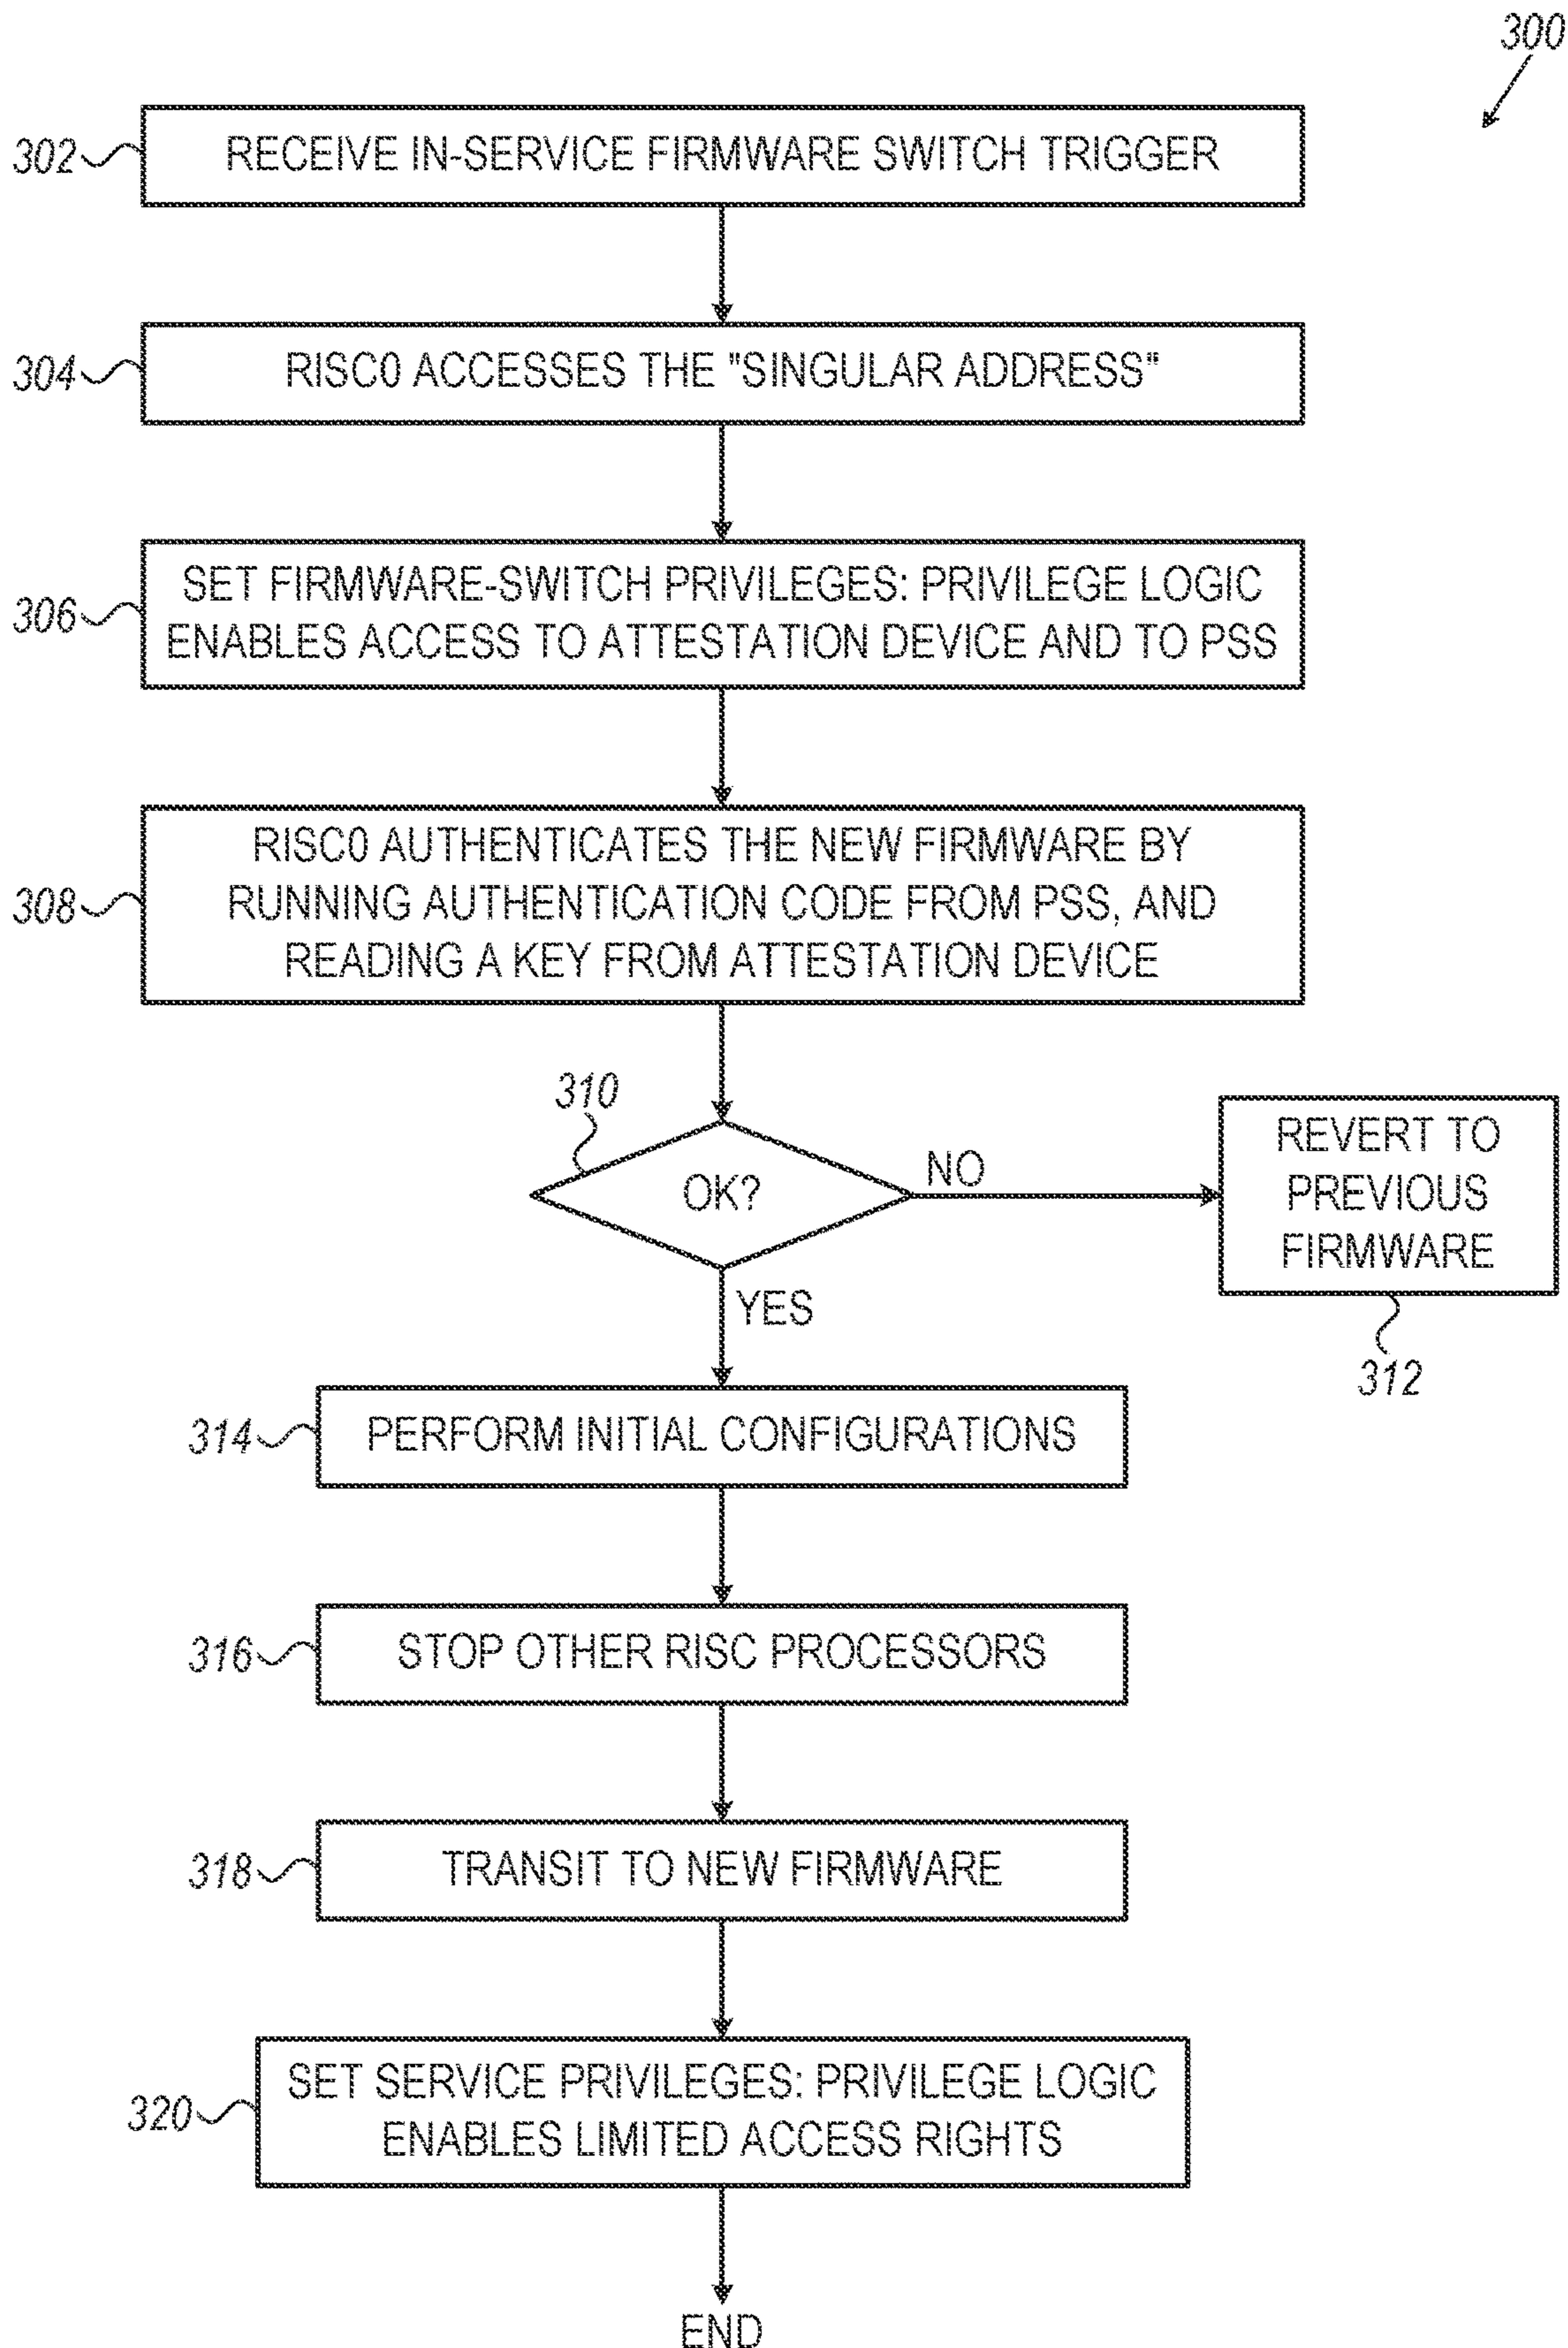 300
302
RECEIVE IN-SERVICE FIRMWARE SWITCH TRIGGER
304
RISC0 ACCESSES THE "SINGULAR ADDRESS"
306
SET FIRMWARE-SWITCH PRIVILEGES: PRIVILEGE LOGIC
ENABLES ACCESS TO ATTESTATION DEVICE AND TO PSS
308
RISC0 AUTHENTICATES THE NEW FIRMWARE BY
RUNNING AUTHENTICATION CODE FROM PSS, AND
READING A KEY FROM ATTESTATION DEVICE
310
OK?
NO
REVERT TO
PREVIOUS
FIRMWARE
312
YES
314
PERFORM INITIAL CONFIGURATIONS
316
STOP OTHER RISC PROCESSORS
318
TRANSIT TO NEW FIRMWARE
320
SET SERVICE PRIVILEGES: PRIVILEGE LOGIC
ENABLES LIMITED ACCESS RIGHTS
END